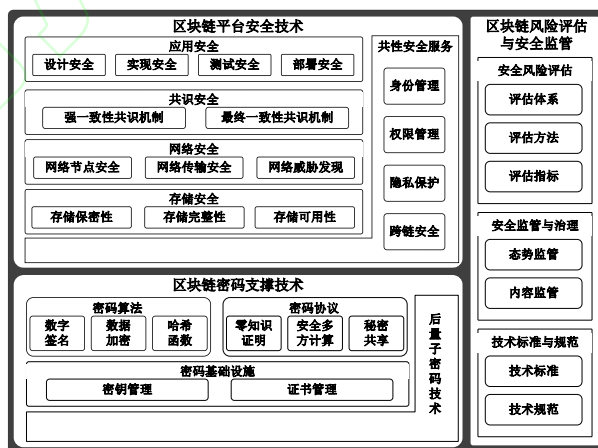 区块链平台安全技术
应用安全
设计安全 实现安全 测试安全 部署安全
共识安全
强一致性共识机制 最终一致性共识机制
网络安全
网络节点安全 网络传输安全 网络威胁发现
存储安全
存储保密性 存储完整性 存储可用性
共性安全服务
身份管理
权限管理
隐私保护
跨链安全
区块链密码支撑技术
密码算法
数字
签名
数据
加密
哈希
函数
密码协议
零知识
证明
安全多
方计算
秘密
共享
密码基础设施
密钥管理 证书管理
后量子密码技术
区块链风险评估
与安全监管
安全风险评估
评估体系
评估方法
评估指标
安全监管与治理
态势监管
内容监管
技术标准与规范
技术标准
技术规范